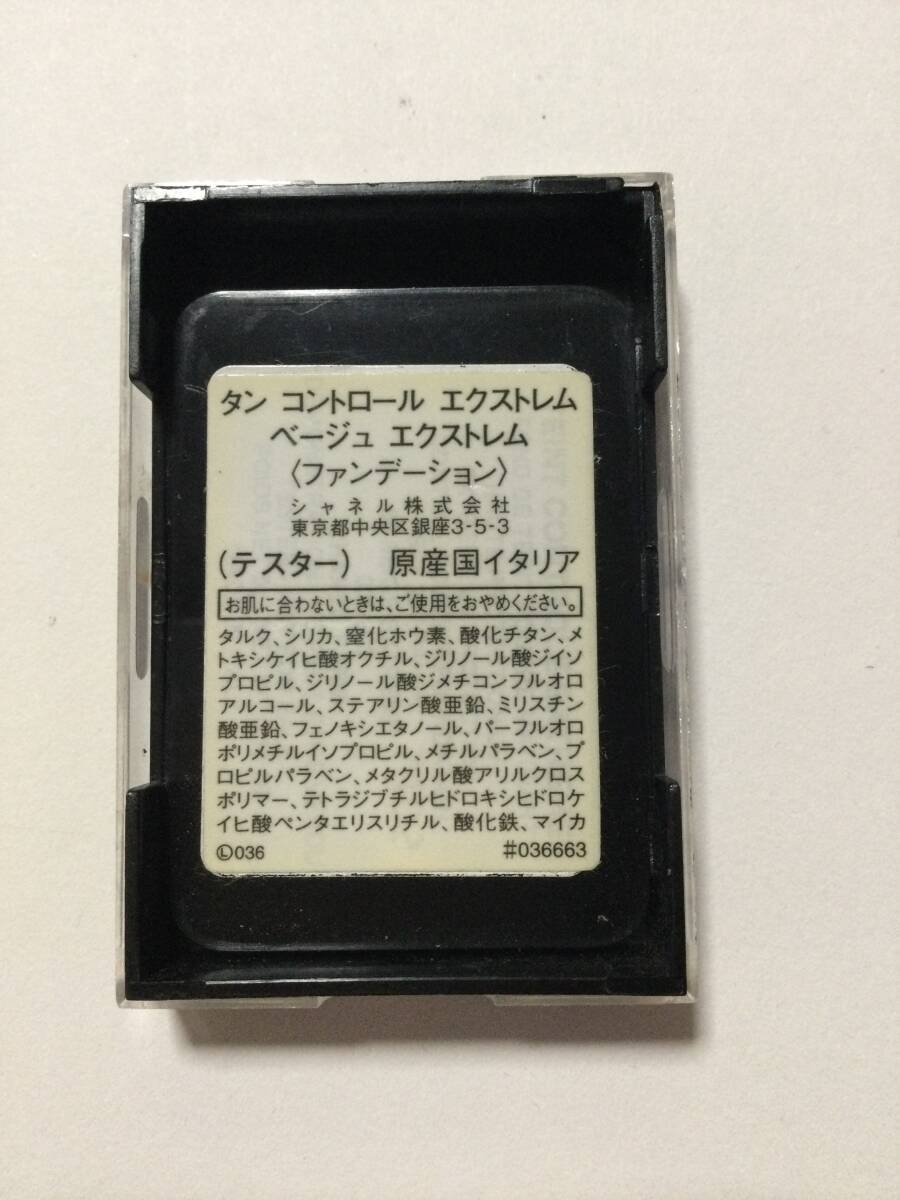 タン コントロール エクストレム
ベージュ エクストレム
〈ファンデーション〉
シャネル株式会社
東京都中央区銀座3-5-3
(テスター) 原産国イタリア
お肌に合わないときは、ご使用をおやめください。
タルク、シリカ、窒化ホウ素、酸化チタン、メ
トキシケイヒ酸オクチル、ジリノール酸ジイソ
プロピル、ジリノール酸ジメチコンフルオロ
アルコール、ステアリン酸亜鉛、ミリスチン
酸亜鉛、フェノキシエタノール、パーフルオロ
ポリメチルイソプロピル、メチルパラベン、プ
ロピルパラベン、メタクリル酸アリルクロス
ポリマー、テトラジブチルヒドロキシヒドロケ
イヒ酸ペンタエリスリチル、酸化鉄、マイカ
Ⓛ036 #036663